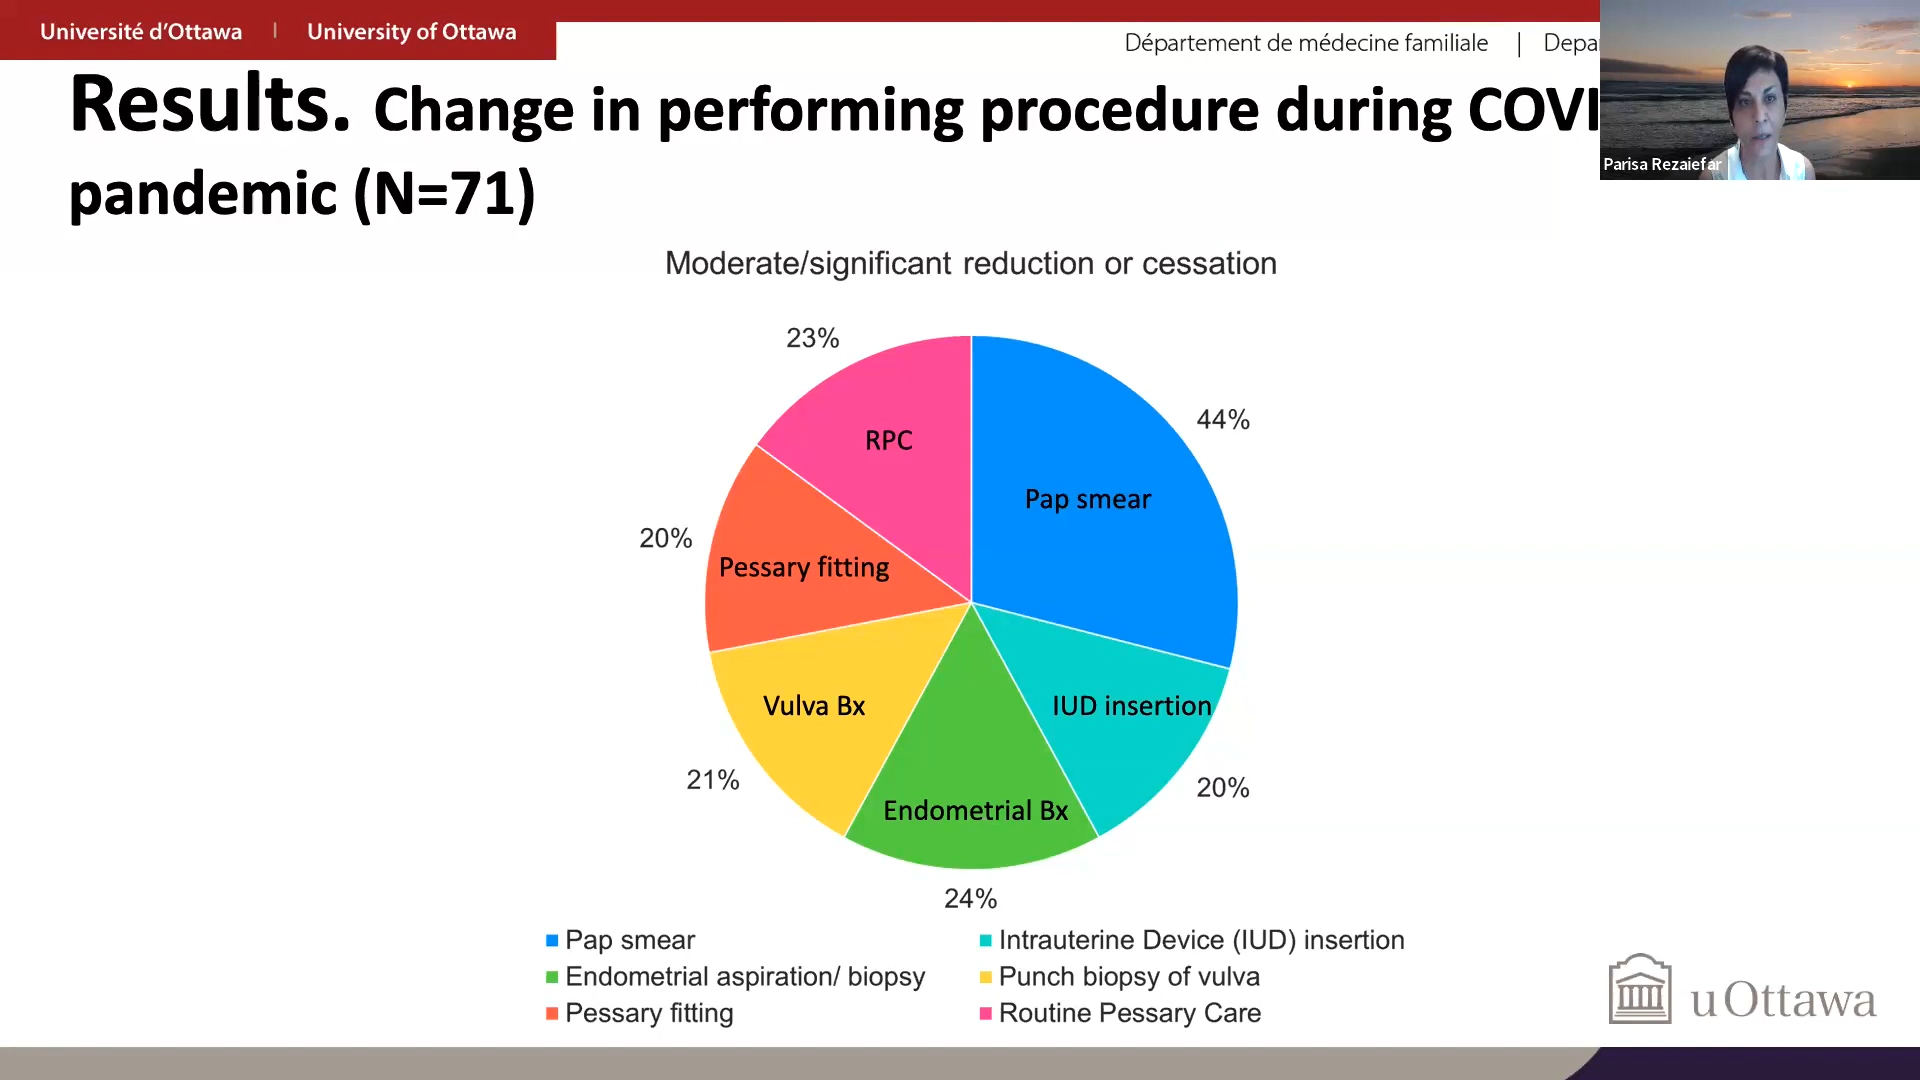 Université d'Ottawa | University of Ottawa
Département de médecine familiale |
Results. Change in performing procedure during
pandemic (N=71)
Parisa Rezaiefar
Moderate/significant reduction or cessation
23%
44%
RPC
Pap smear
20%
Pessary fitting
Vulva Bx
IUD insertion
21%
20%
Endometrial Bx
24%
Pap smear
Intrauterine Device (IUD) insertion
Endometrial aspiration/ biopsy
Punch biopsy of vulva
Pessary fitting
Routine Pessary Care
uOttawa